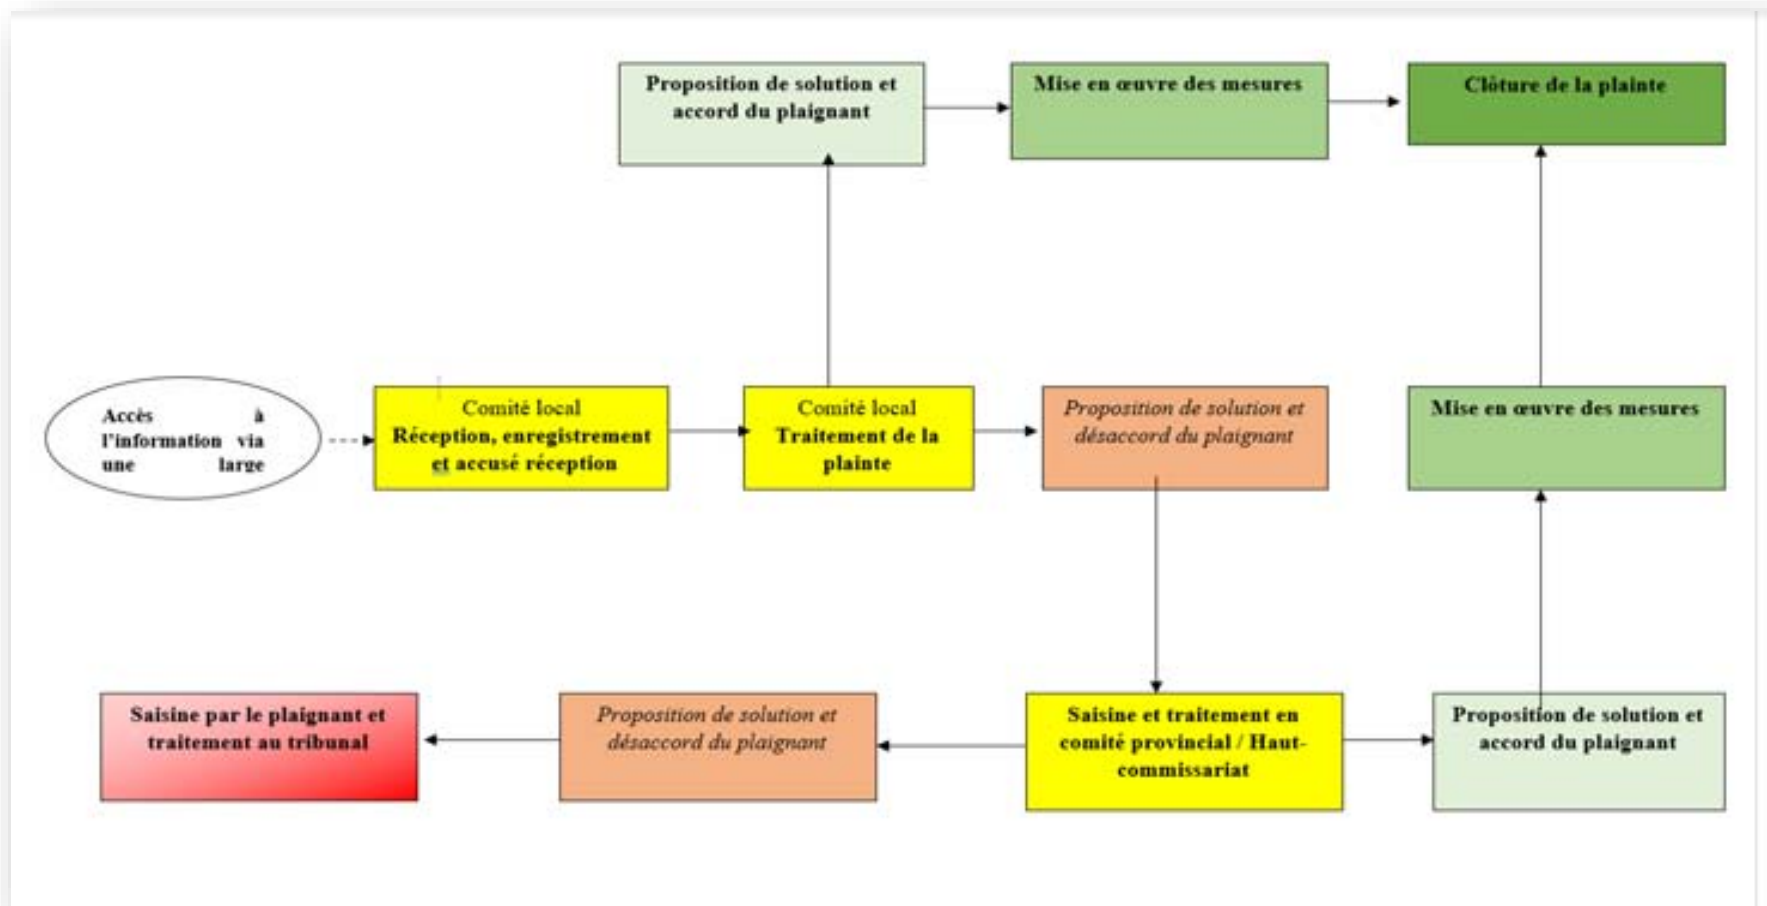 Proposition de solution et
accord du plaignant
Mise en œuvre des mesures
Clôture de la plainte
Accès à
l'information via
une large
Comité local
Réception, enregistrement
et accusé réception
Comité local
Traitement de la
plainte
Proposition de solution et
désaccord du plaignant
Mise en œuvre des mesures
Saisine par le plaignant et
traitement au tribunal
Proposition de solution et
désaccord du plaignant
Saisine et traitement en
comité provincial / Haut-
commissariat
Proposition de solution et
accord du plaignant